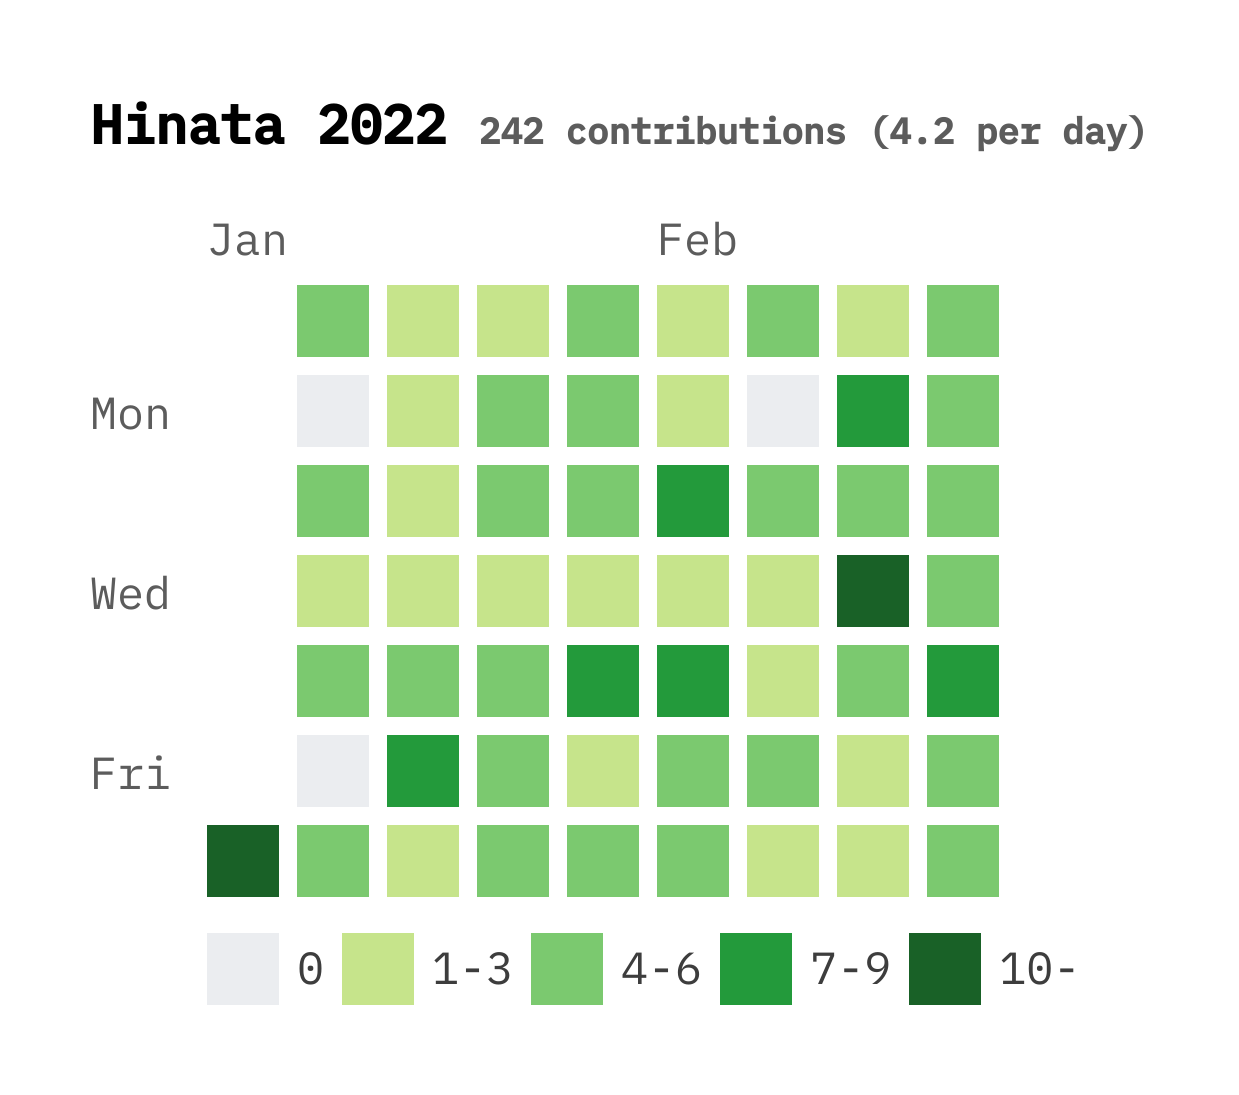 Hinata 2022 242 contributions (4.2 per day)
Jan Feb
Mon
Wed
Fri
0 1-3 4-6 7-9 10-